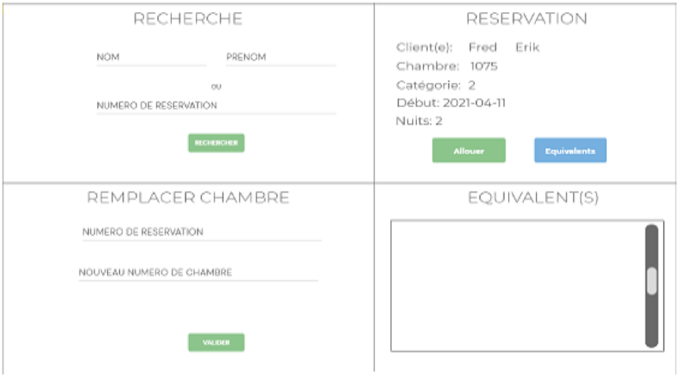 RECHERCHE
NOM PRENOM
OU
NUMERO DE RESERVATION
RECHERCHER
RESERVATION
Client(e): Fred Erik
Chambre: 1075
Catégorie: 2
Début: 2021-04-11
Nuits: 2
Allouer Equivalents
REMPLACER CHAMBRE
NUMERO DE RESERVATION
NOUVEAU NUMERO DE CHAMBRE
VALIDER
EQUIVALENT(S)